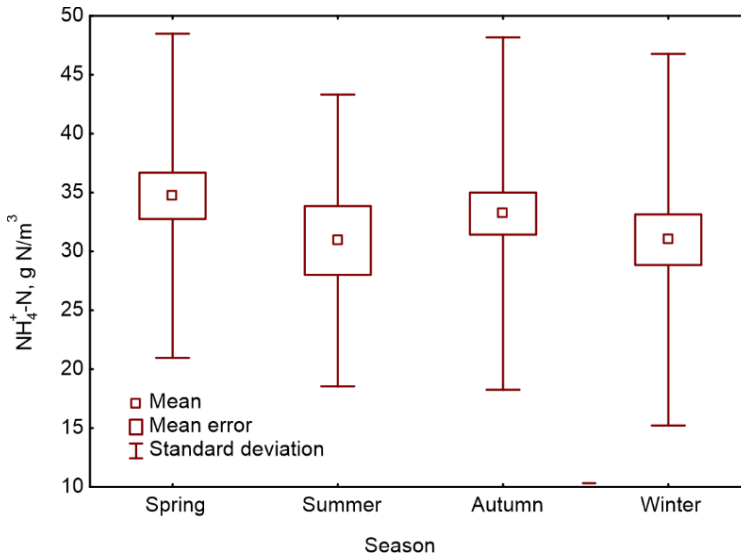 50
45
40
35
30
25
20
15
10
NH₄⁺-N, g N/m³
Mean
Mean error
Standard deviation
Spring Summer Autumn Winter
Season